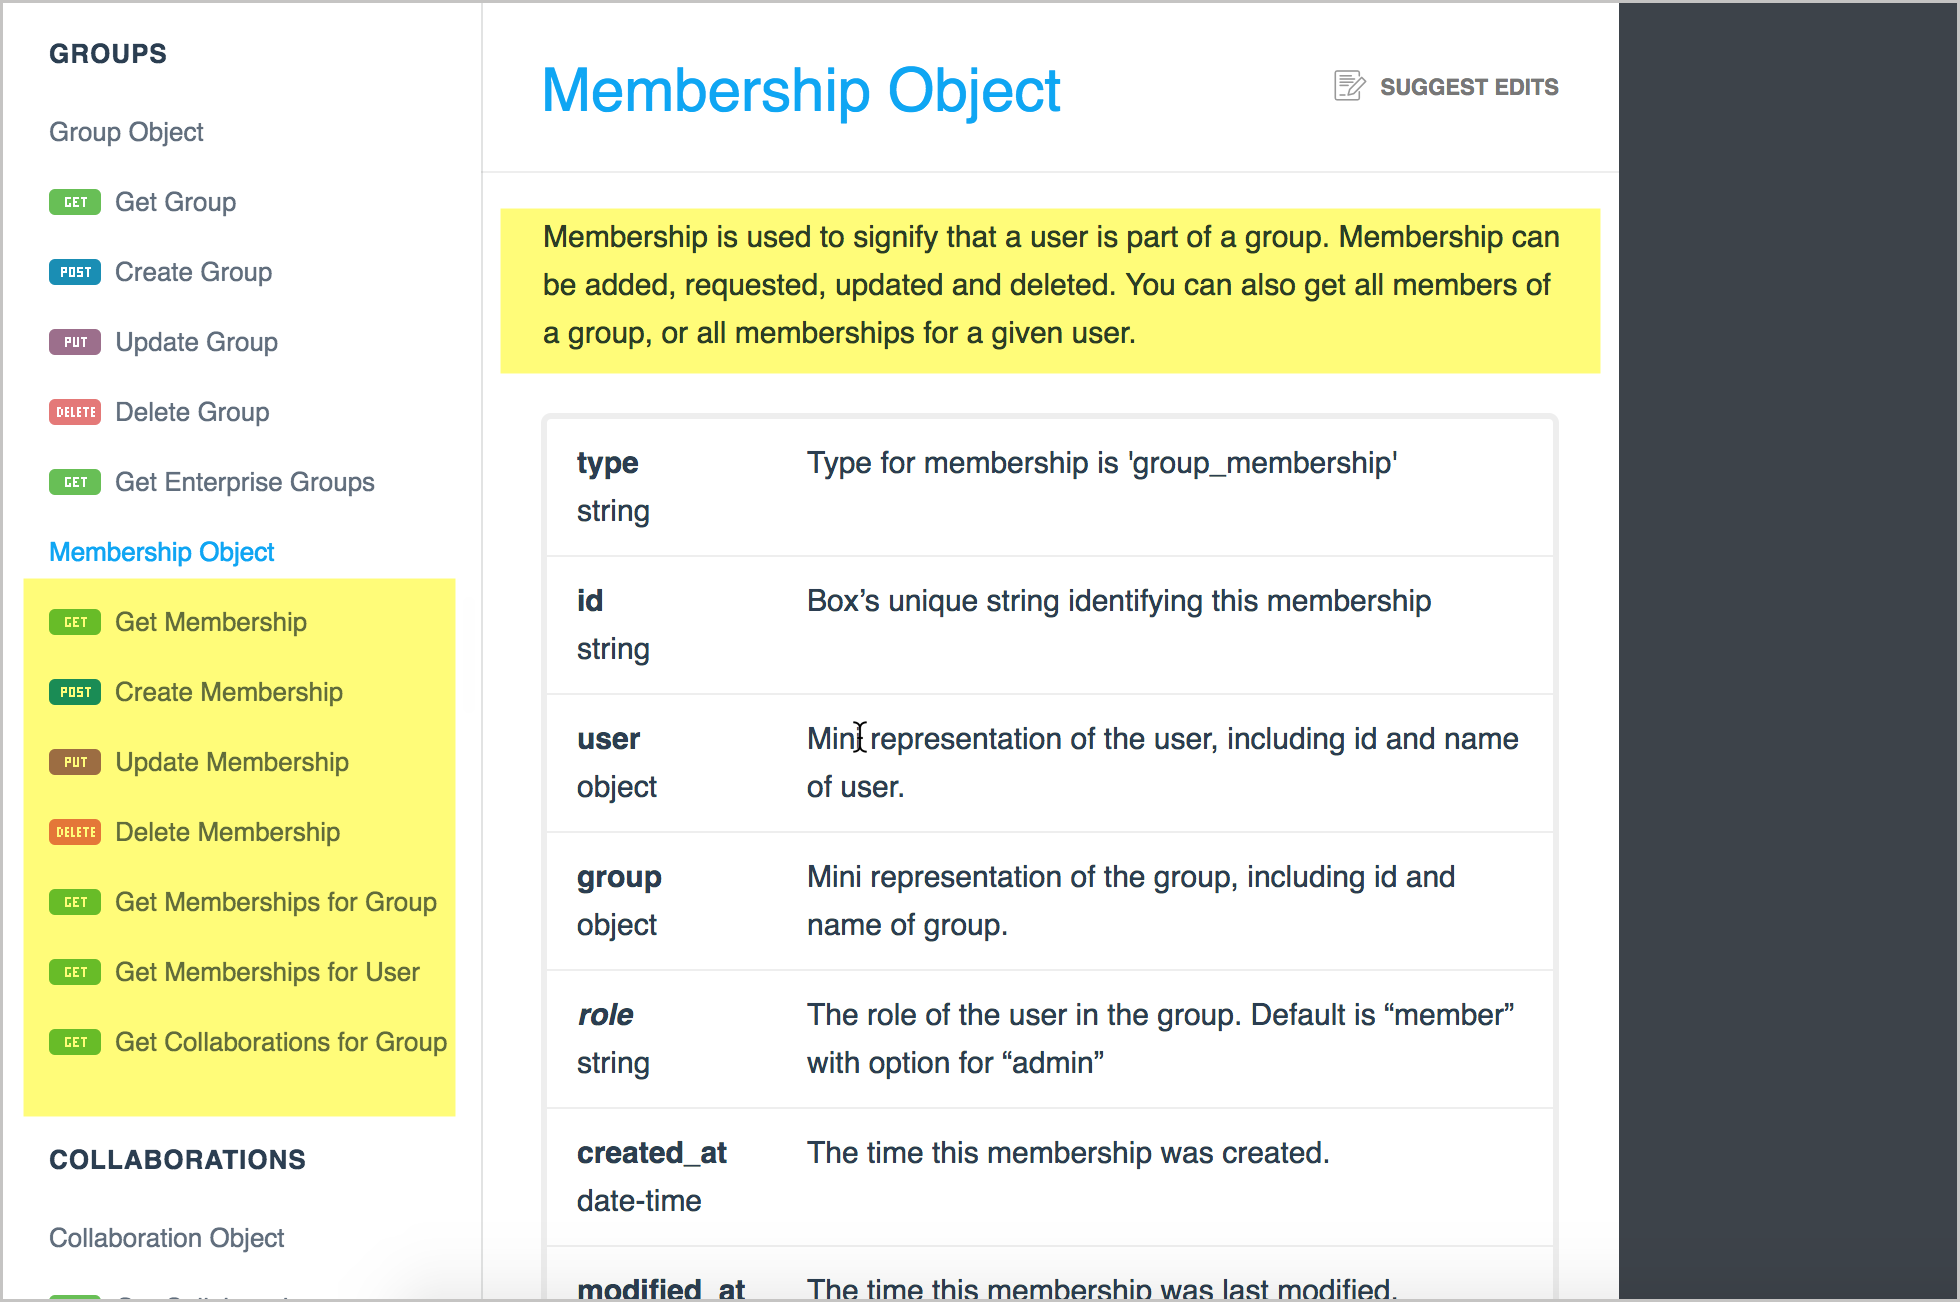 GROUPS
Group Object
GET Get Group
POST Create Group
PUT Update Group
DELETE Delete Group
GET Get Enterprise Groups
Membership Object
GET Get Membership
POST Create Membership
PUT Update Membership
DELETE Delete Membership
GET Get Memberships for Group
GET Get Memberships for User
GET Get Collaborations for Group
COLLABORATIONS
Collaboration Object
Membership Object
SUGGEST EDITS
Membership is used to signify that a user is part of a group. Membership can
be added, requested, updated and deleted. You can also get all members of
a group, or all memberships for a given user.
type
string
Type for membership is 'group_membership'
id
string
Box’s unique string identifying this membership
user
object
Mini representation of the user, including id and name
of user.
group
object
Mini representation of the group, including id and
name of group.
role
string
The role of the user in the group. Default is “member”
with option for “admin”
created_at
date-time
The time this membership was created.
modified_at
The time this membership was last modified.